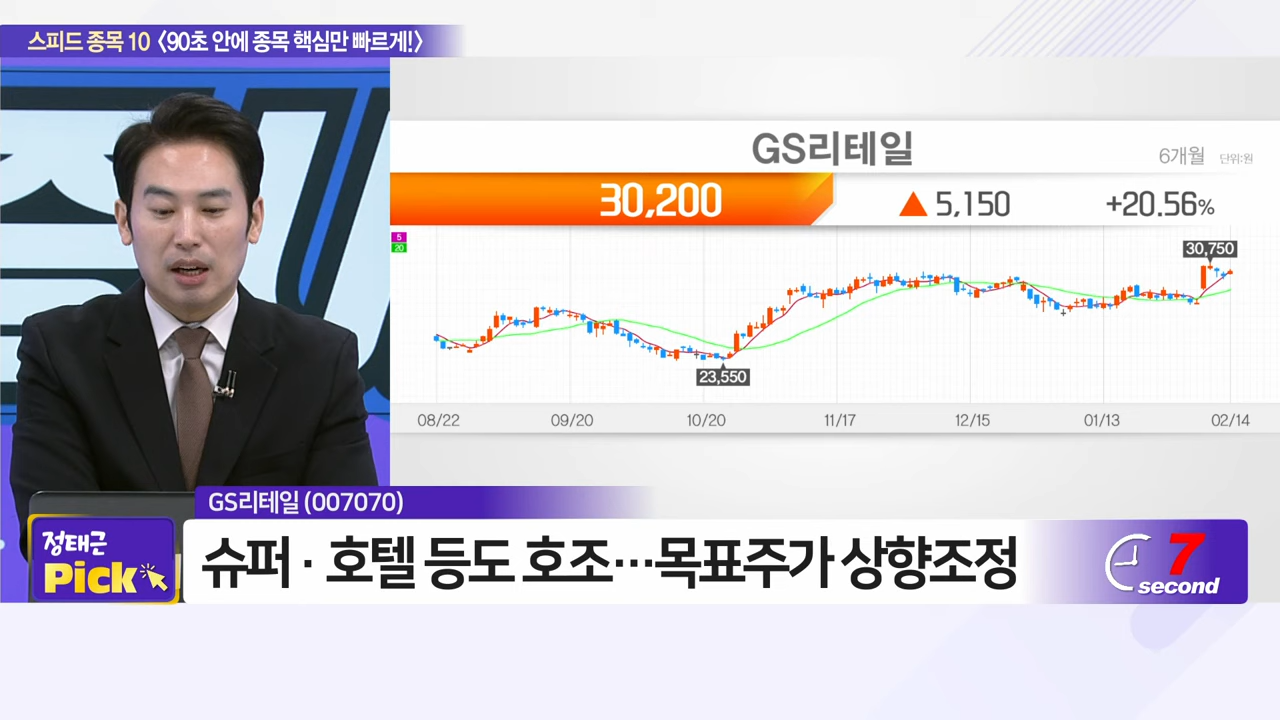 스피드 종목 10 〈90초 안에 종목 핵심만 빠르게!〉
GS리테일
6개월 단위:원
30,200 ▲ 5,150 +20.56%
5
20
30,750
23,550
08/22 09/20 10/20 11/17 12/15 01/13 02/14
GS리테일 (007070)
정태근
Pick
슈퍼 · 호텔 등도 호조…목표주가 상향조정
7
second